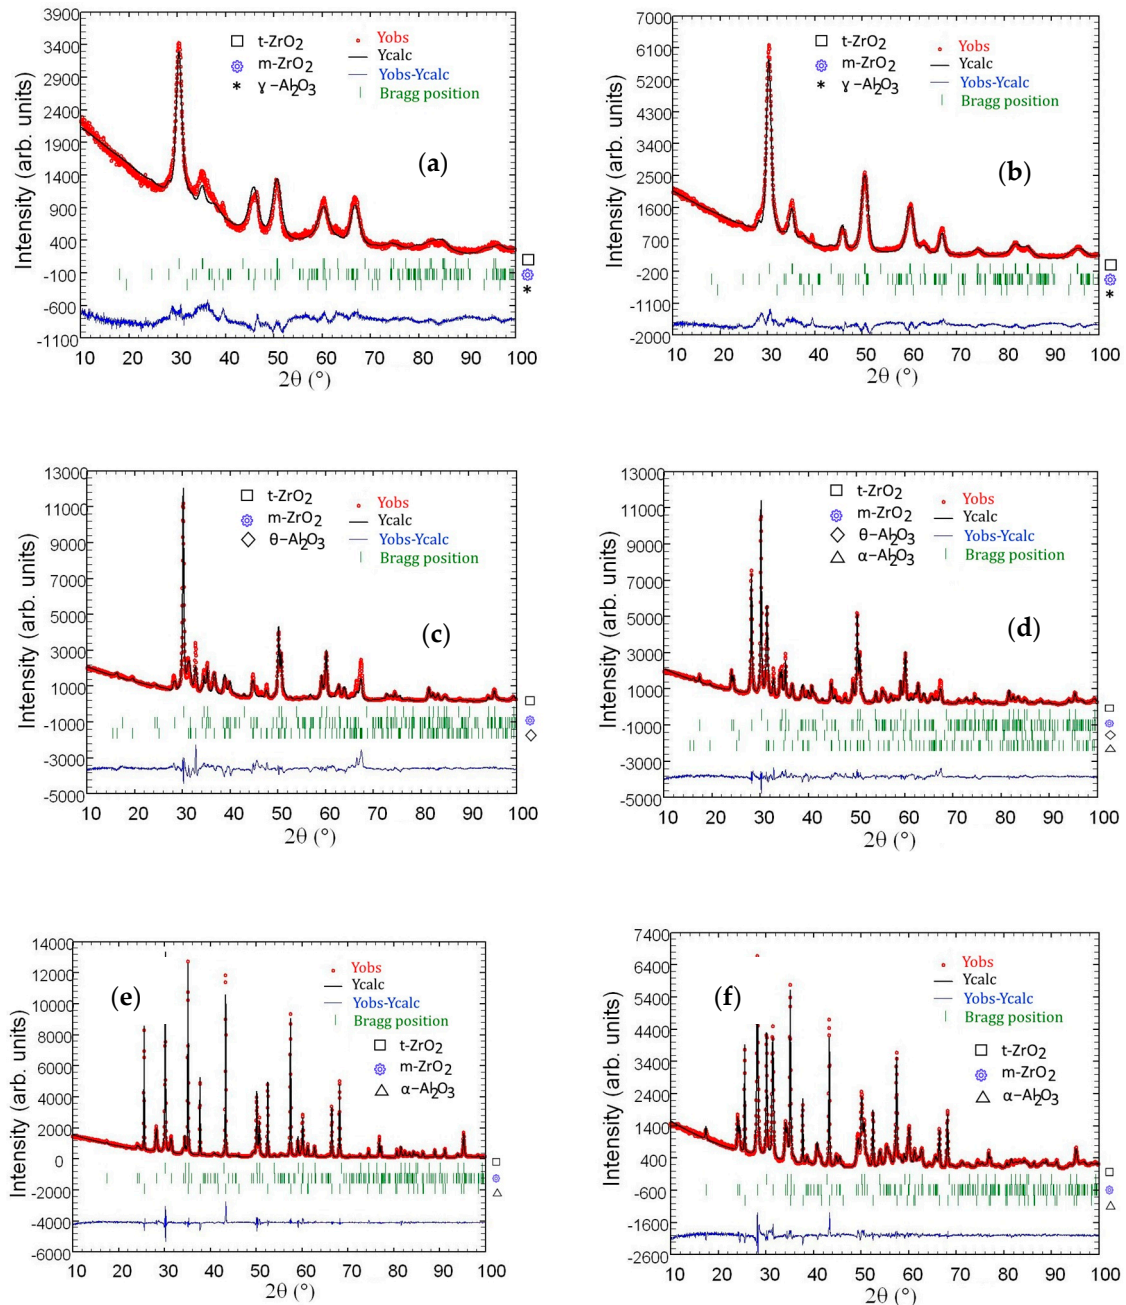 Intensity (arb. units)
3900
3400
2900
2400
1900
1400
900
400
-100
-600
-1100
t-ZrO2
m-ZrO2
* γ -Al2O3
Yobs
Ycalc
Yobs-Ycalc
Bragg position
(a)
*
10 20 30 40 50 60 70 80 90 100
2θ (°)
Intensity (arb. units)
7000
6100
5200
4300
3400
2500
1600
700
-200
-1100
-2000
t-ZrO2
m-ZrO2
* γ -Al2O3
Yobs
Ycalc
Yobs-Ycalc
Bragg position
(b)
*
10 20 30 40 50 60 70 80 90 100
2θ (°)
Intensity (arb. units)
13000
11000
9000
7000
5000
3000
1000
-1000
-3000
-5000
t-ZrO2
m-ZrO2
θ-Al2O3
Yobs
Ycalc
Yobs-Ycalc
Bragg position
(c)
10 20 30 40 50 60 70 80 90 100
2θ (°)
Intensity (arb. units)
13000
11000
9000
7000
5000
3000
1000
-1000
-3000
-5000
t-ZrO2
m-ZrO2
θ-Al2O3
α-Al2O3
Yobs
Ycalc
Yobs-Ycalc
Bragg position
(d)
10 20 30 40 50 60 70 80 90 100
2θ (°)
Intensity (arb. units)
14000
12000
10000
8000
6000
4000
2000
0
-2000
-4000
-6000
(e)
Yobs
Ycalc
Yobs-Ycalc
Bragg position
t-ZrO2
m-ZrO2
α-Al2O3
10 20 30 40 50 60 70 80 90 100
2θ (°)
Intensity (arb. units)
7400
6400
5400
4400
3400
2400
1400
400
-600
-1600
-2600
(f)
Yobs
Ycalc
Yobs-Ycalc
Bragg position
t-ZrO2
m-ZrO2
α-Al2O3
10 20 30 40 50 60 70 80 90 100
2θ (°)